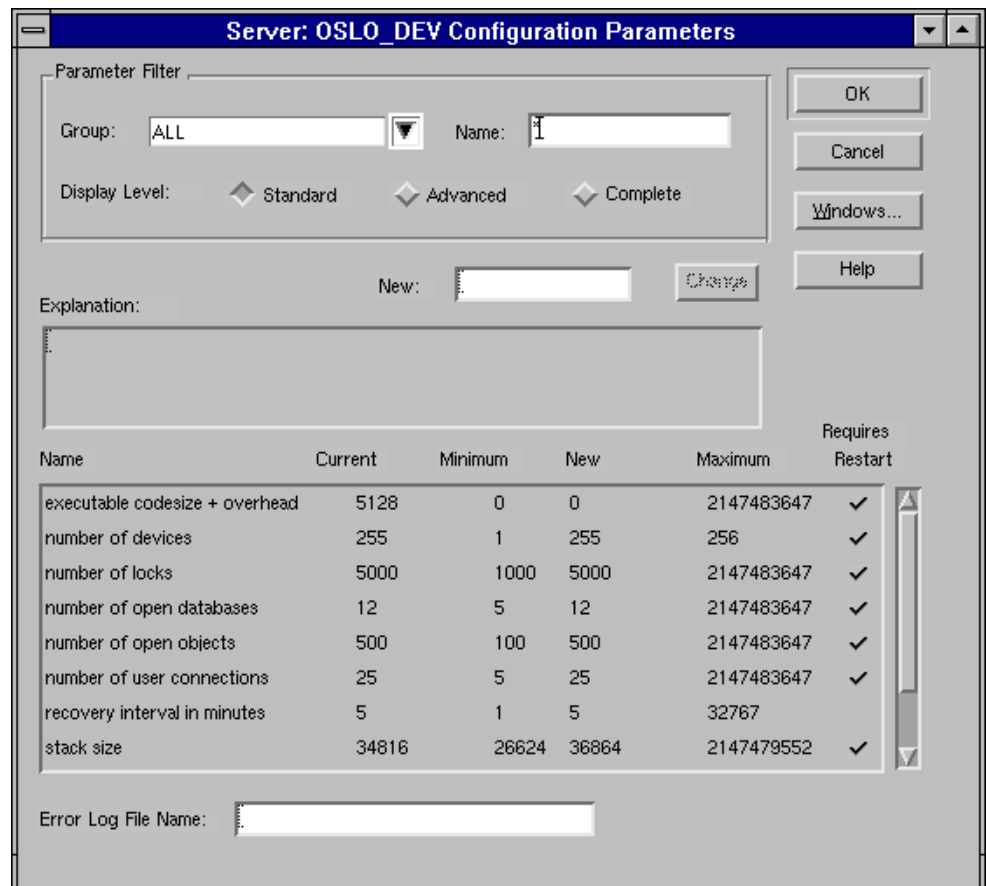 Server: OSLO_DEV Configuration Parameters
Parameter Filter
Group: ALL Name: *
Display Level: Standard Advanced Complete
OK
Cancel
Windows...
Help
New: Change
Explanation:
Name Current Minimum New Maximum Requires Restart
executable codesize + overhead 5128 0 0 2147483647 ✓
number of devices 255 1 255 256 ✓
number of locks 5000 1000 5000 2147483647 ✓
number of open databases 12 5 12 2147483647 ✓
number of open objects 500 100 500 2147483647 ✓
number of user connections 25 5 25 2147483647 ✓
recovery interval in minutes 5 1 5 32767
stack size 34816 26624 36864 2147479552 ✓
Error Log File Name: